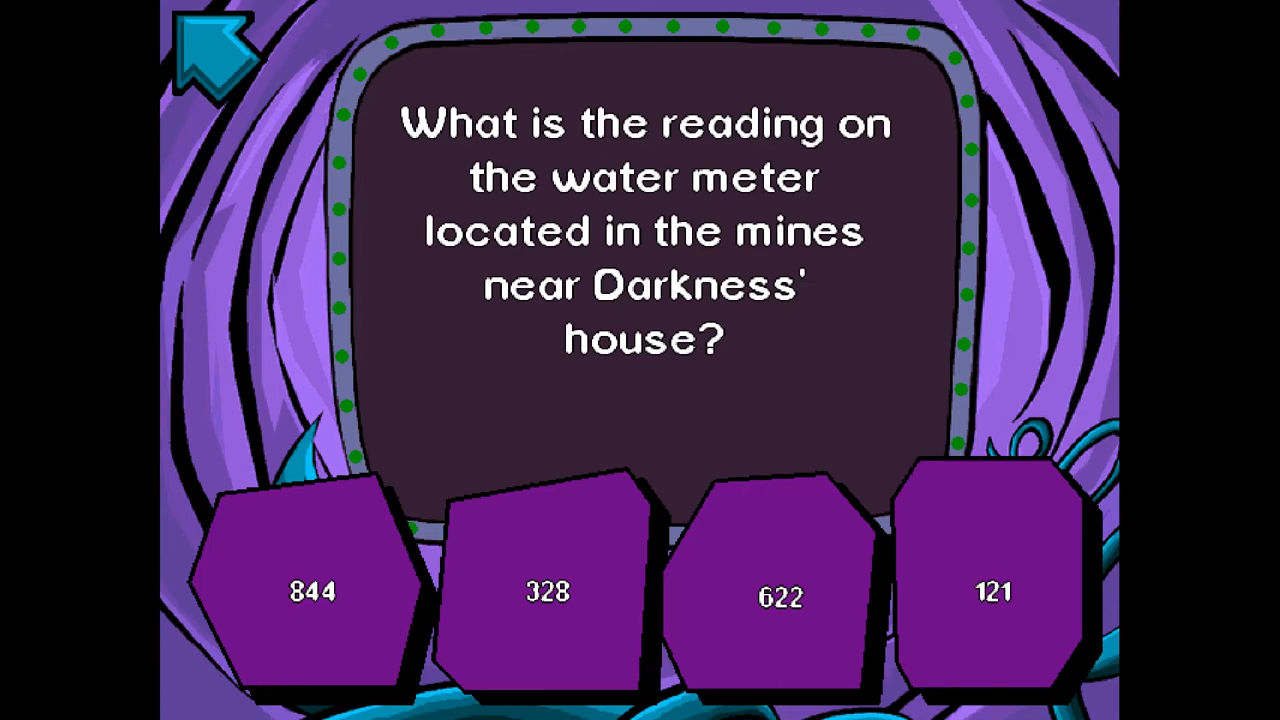 What is the reading on
the water meter
located in the mines
near Darkness'
house?
844
328
622
121